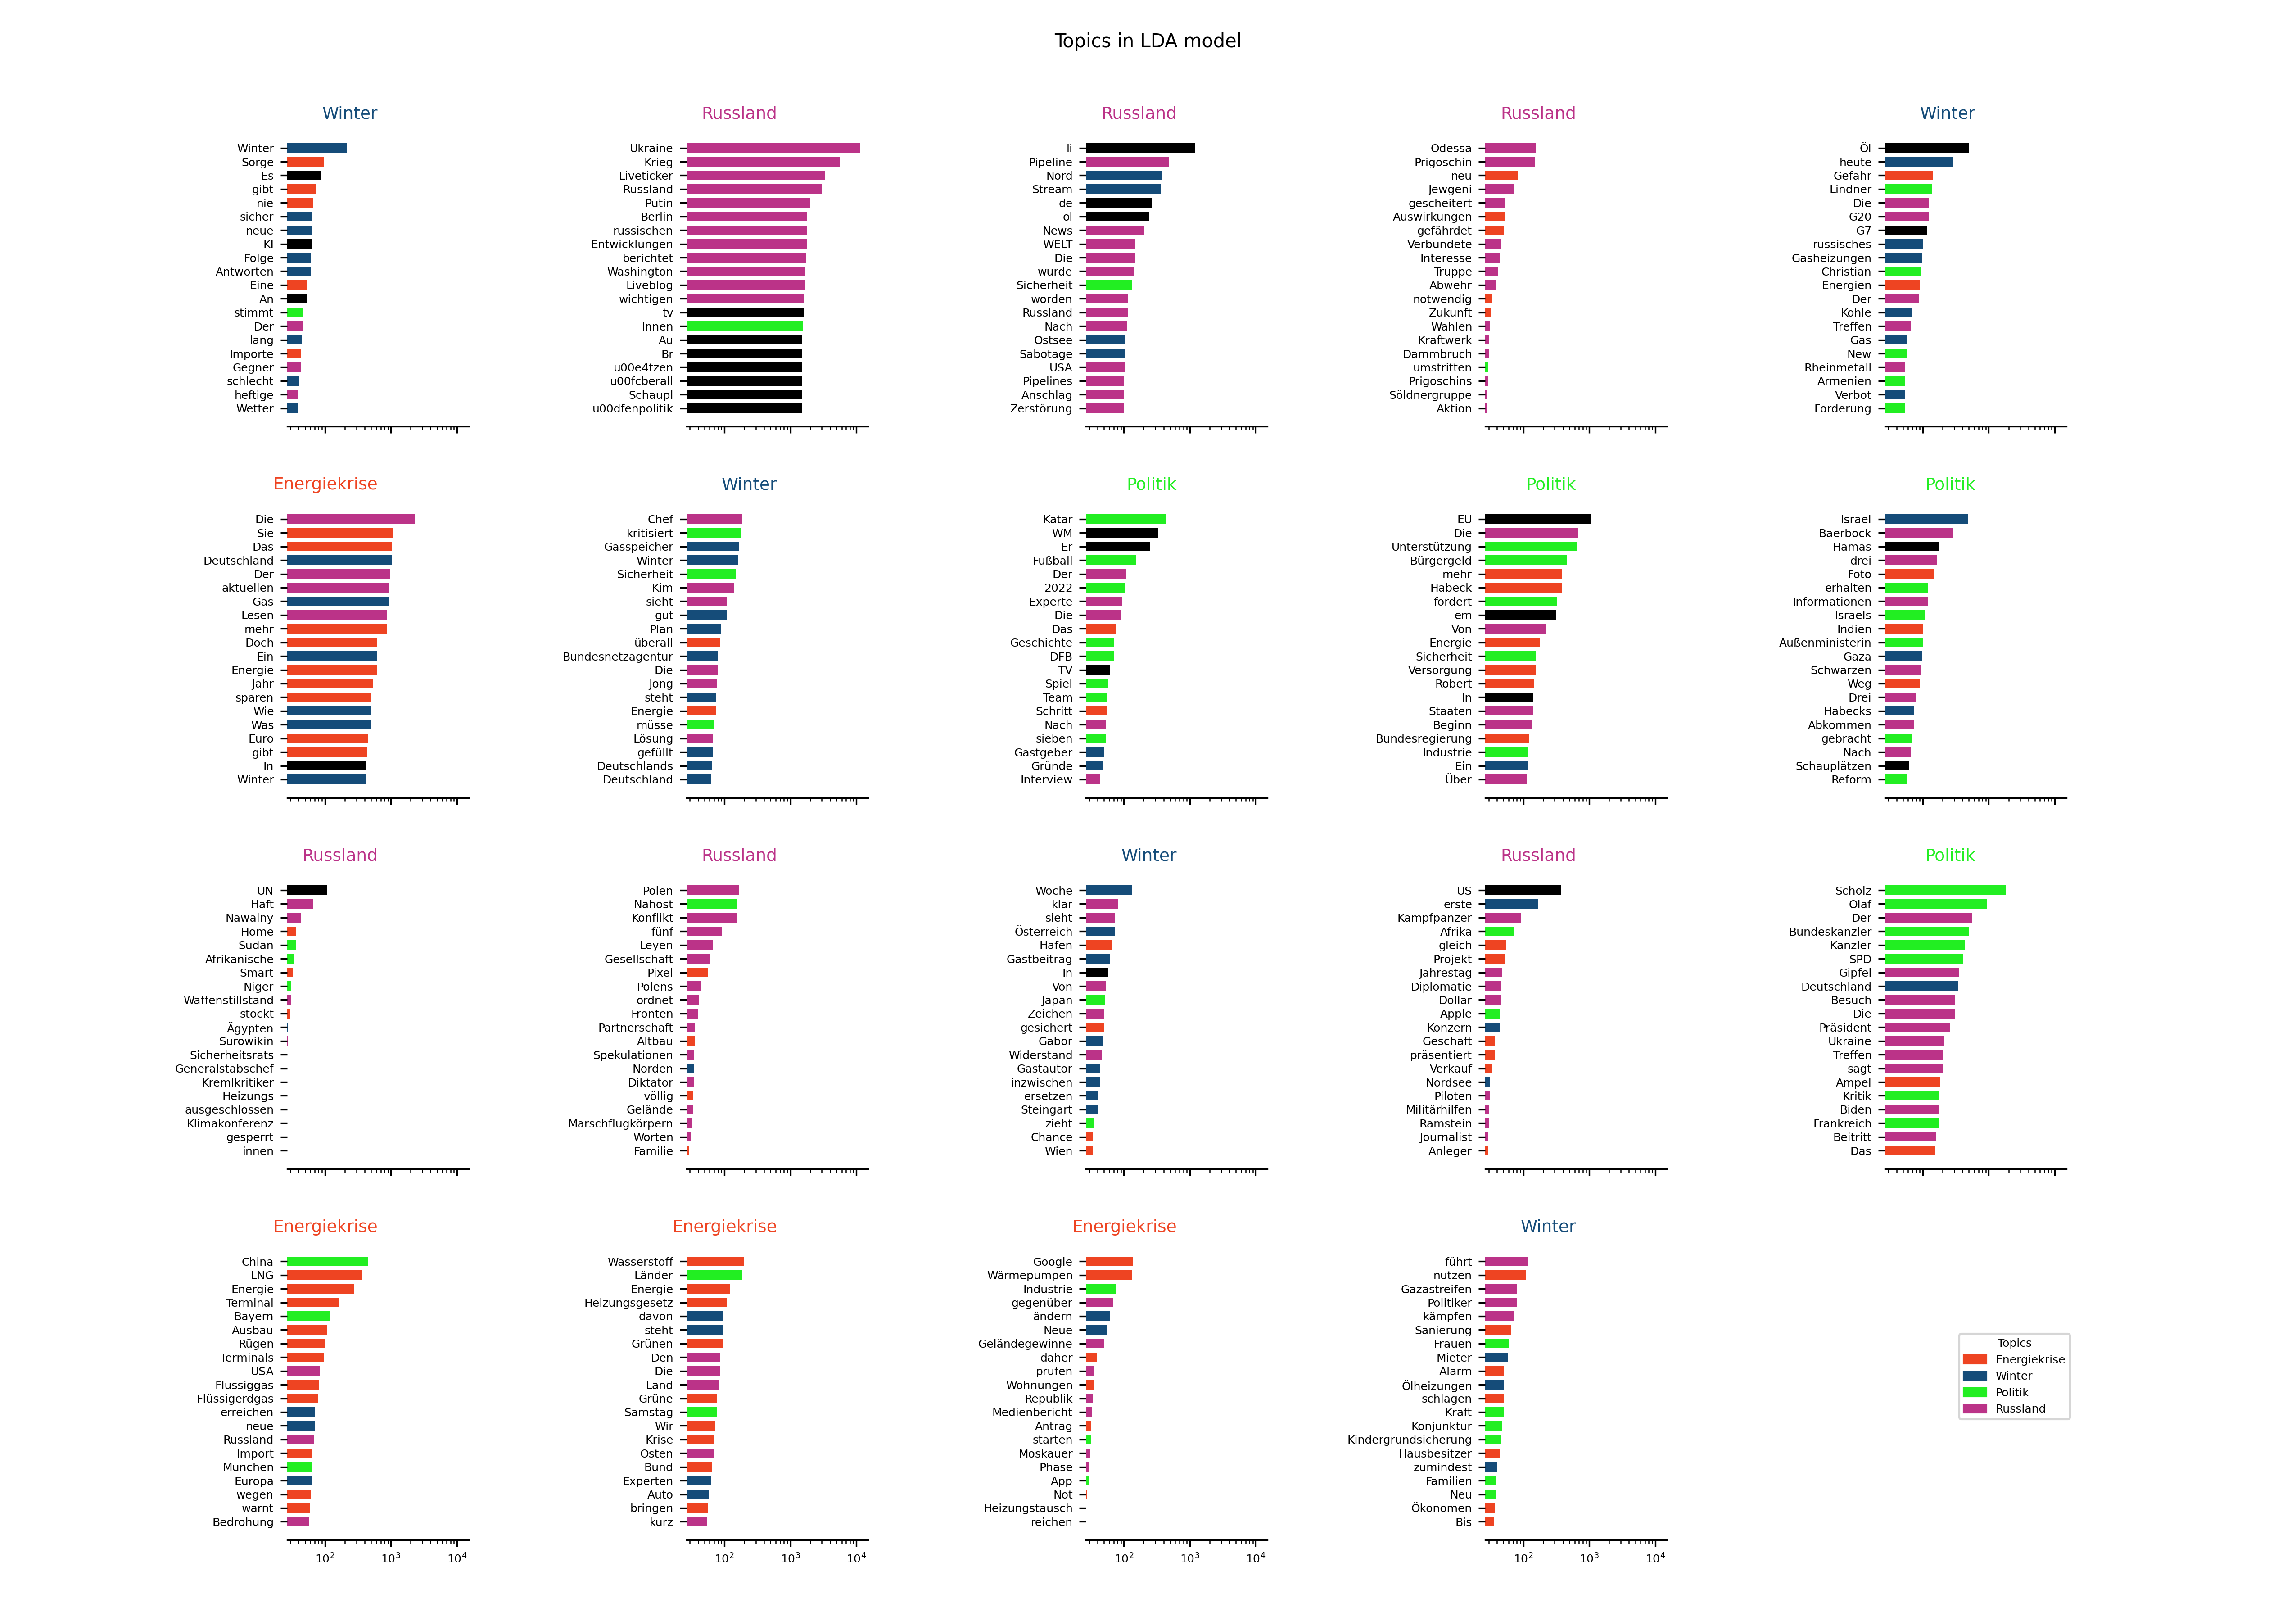 Topics in LDA model
Winter
Winter
Sorge
Es
gibt
nie
sicher
neue
KI
Folge
Antworten
Eine
An
stimmt
Der
lang
Importe
Gegner
schlecht
heftige
Wetter
Russland
Ukraine
Krieg
Liveticker
Russland
Putin
Berlin
russischen
Entwicklungen
berichtet
Washington
Liveblog
wichtigen
tv
Innen
Au
Br
u00e4tzen
u00fcberall
Schaupl
u00dfenpolitik
Russland
li
Pipeline
Nord
Stream
de
ol
News
WELT
Die
wurde
Sicherheit
worden
Russland
Nach
Ostsee
Sabotage
USA
Pipelines
Anschlag
Zerstörung
Russland
Odessa
Prigoschin
neu
Jewgeni
gescheitert
Auswirkungen
gefährdet
Verbündete
Interesse
Truppe
Abwehr
notwendig
Zukunft
Wahlen
Kraftwerk
Dammbruch
umstritten
Prigoschins
Söldnergruppe
Aktion
Winter
Öl
heute
Gefahr
Lindner
Die
G20
G7
russisches
Gasheizungen
Christian
Energien
Der
Kohle
Treffen
Gas
New
Rheinmetall
Armenien
Verbot
Forderung
Energiekrise
Die
Sie
Das
Deutschland
Der
aktuellen
Gas
Lesen
mehr
Doch
Ein
Energie
Jahr
sparen
Wie
Was
Euro
gibt
In
Winter
Winter
Chef
kritisiert
Gasspeicher
Winter
Sicherheit
Kim
sieht
gut
Plan
überall
Bundesnetzagentur
Die
Jong
steht
Energie
müsse
Lösung
gefüllt
Deutschlands
Deutschland
Politik
Katar
WM
Er
Fußball
Der
2022
Experte
Die
Das
Geschichte
DFB
TV
Spiel
Team
Schritt
Nach
sieben
Gastgeber
Gründe
Interview
Politik
EU
Die
Unterstützung
Bürgergeld
mehr
Habeck
fordert
em
Von
Energie
Sicherheit
Versorgung
Robert
In
Staaten
Beginn
Bundesregierung
Industrie
Ein
Über
Politik
Israel
Baerbock
Hamas
drei
Foto
erhalten
Informationen
Israels
Indien
Außenministerin
Gaza
Schwarzen
Weg
Drei
Habecks
Abkommen
gebracht
Nach
Schauplätzen
Reform
Russland
UN
Haft
Nawalny
Home
Sudan
Afrikanische
Smart
Niger
Waffenstillstand
stockt
Ägypten
Surowikin
Sicherheitsrats
Generalstabschef
Kremlkritiker
Heizungs
ausgeschlossen
Klimakonferenz
gesperrt
innen
Russland
Polen
Nahost
Konflikt
fünf
Leyen
Gesellschaft
Pixel
Polens
ordnet
Fronten
Partnerschaft
Altbau
Spekulationen
Norden
Diktator
völlig
Gelände
Marschflugkörpern
Worten
Familie
Winter
Woche
klar
sieht
Österreich
Hafen
Gastbeitrag
In
Von
Japan
Zeichen
gesichert
Gabor
Widerstand
Gastautor
inzwischen
ersetzen
Steingart
zieht
Chance
Wien
Russland
US
erste
Kampfpanzer
Afrika
gleich
Projekt
Jahrestag
Diplomatie
Dollar
Apple
Konzern
Geschäft
präsentiert
Verkauf
Nordsee
Piloten
Militärhilfen
Ramstein
Journalist
Anleger
Politik
Scholz
Olaf
Der
Bundeskanzler
Kanzler
SPD
Gipfel
Deutschland
Besuch
Die
Präsident
Ukraine
Treffen
sagt
Ampel
Kritik
Biden
Frankreich
Beitritt
Das
Energiekrise
China
LNG
Energie
Terminal
Bayern
Ausbau
Rügen
Terminals
USA
Flüssiggas
Flüssigerdgas
erreichen
neue
Russland
Import
München
Europa
wegen
warnt
Bedrohung
10² 10³ 10⁴
Energiekrise
Wasserstoff
Länder
Energie
Heizungsgesetz
davon
steht
Grünen
Den
Die
Land
Grüne
Samstag
Wir
Krise
Osten
Bund
Experten
Auto
bringen
kurz
10² 10³ 10⁴
Energiekrise
Google
Wärmepumpen
Industrie
gegenüber
ändern
Neue
Geländegewinne
daher
prüfen
Wohnungen
Republik
Medienbericht
Antrag
starten
Moskauer
Phase
App
Not
Heizungstausch
reichen
10² 10³ 10⁴
Winter
führt
nutzen
Gazastreifen
Politiker
kämpfen
Sanierung
Frauen
Mieter
Alarm
Ölheizungen
schlagen
Kraft
Konjunktur
Kindergrundsicherung
Hausbesitzer
zumindest
Familien
Neu
Ökonomen
Bis
10² 10³ 10⁴
Topics
Energiekrise
Winter
Politik
Russland